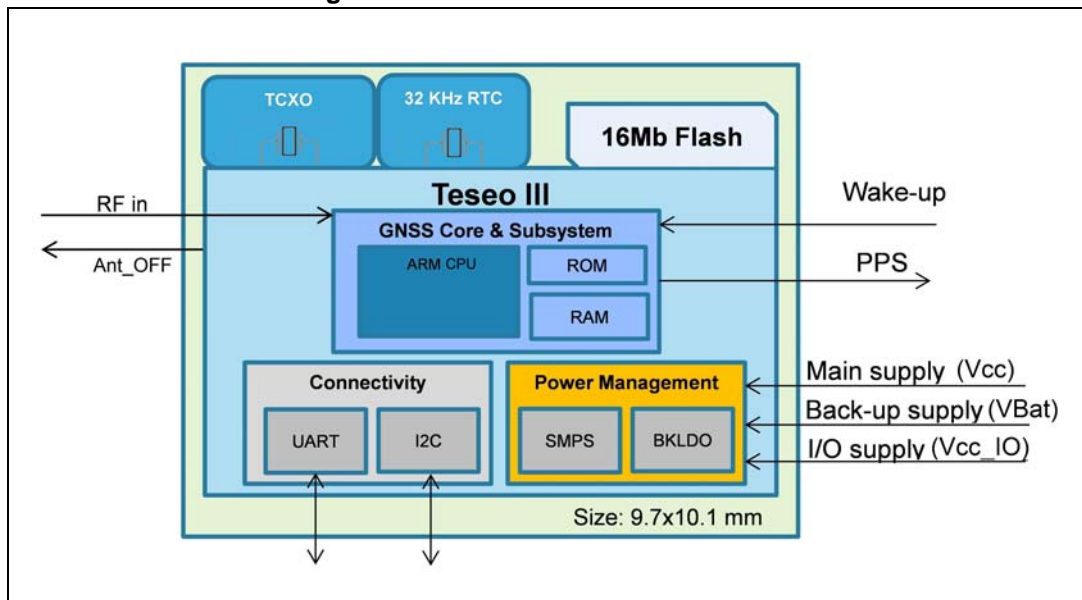 TCXO
32 KHz RTC
16Mb Flash
Teseo III
RF in
Wake-up
GNSS Core & Subsystem
ARM CPU
ROM
Ant_OFF
PPS
RAM
Connectivity
Power Management
Main supply (Vcc)
Back-up supply (VBat)
UART
I2C
SMPS
BKLDO
I/O supply (Vcc_IO)
Size: 9.7x10.1 mm